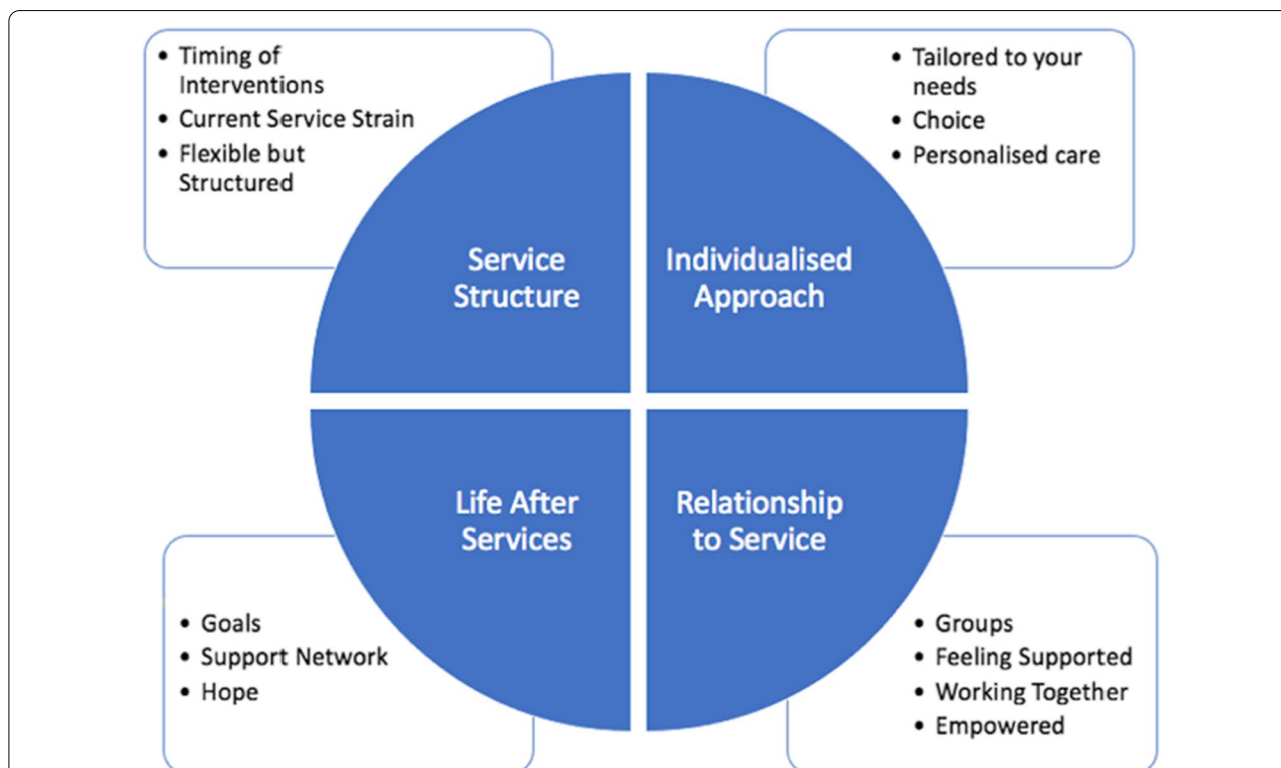 • Timing of
Interventions
• Current Service Strain
• Flexible but
Structured
• Tailored to your
needs
• Choice
• Personalised care
Service
Structure
Individualised
Approach
Life After
Services
Relationship
to Service
• Goals
• Support Network
• Hope
• Groups
• Feeling Supported
• Working Together
• Empowered